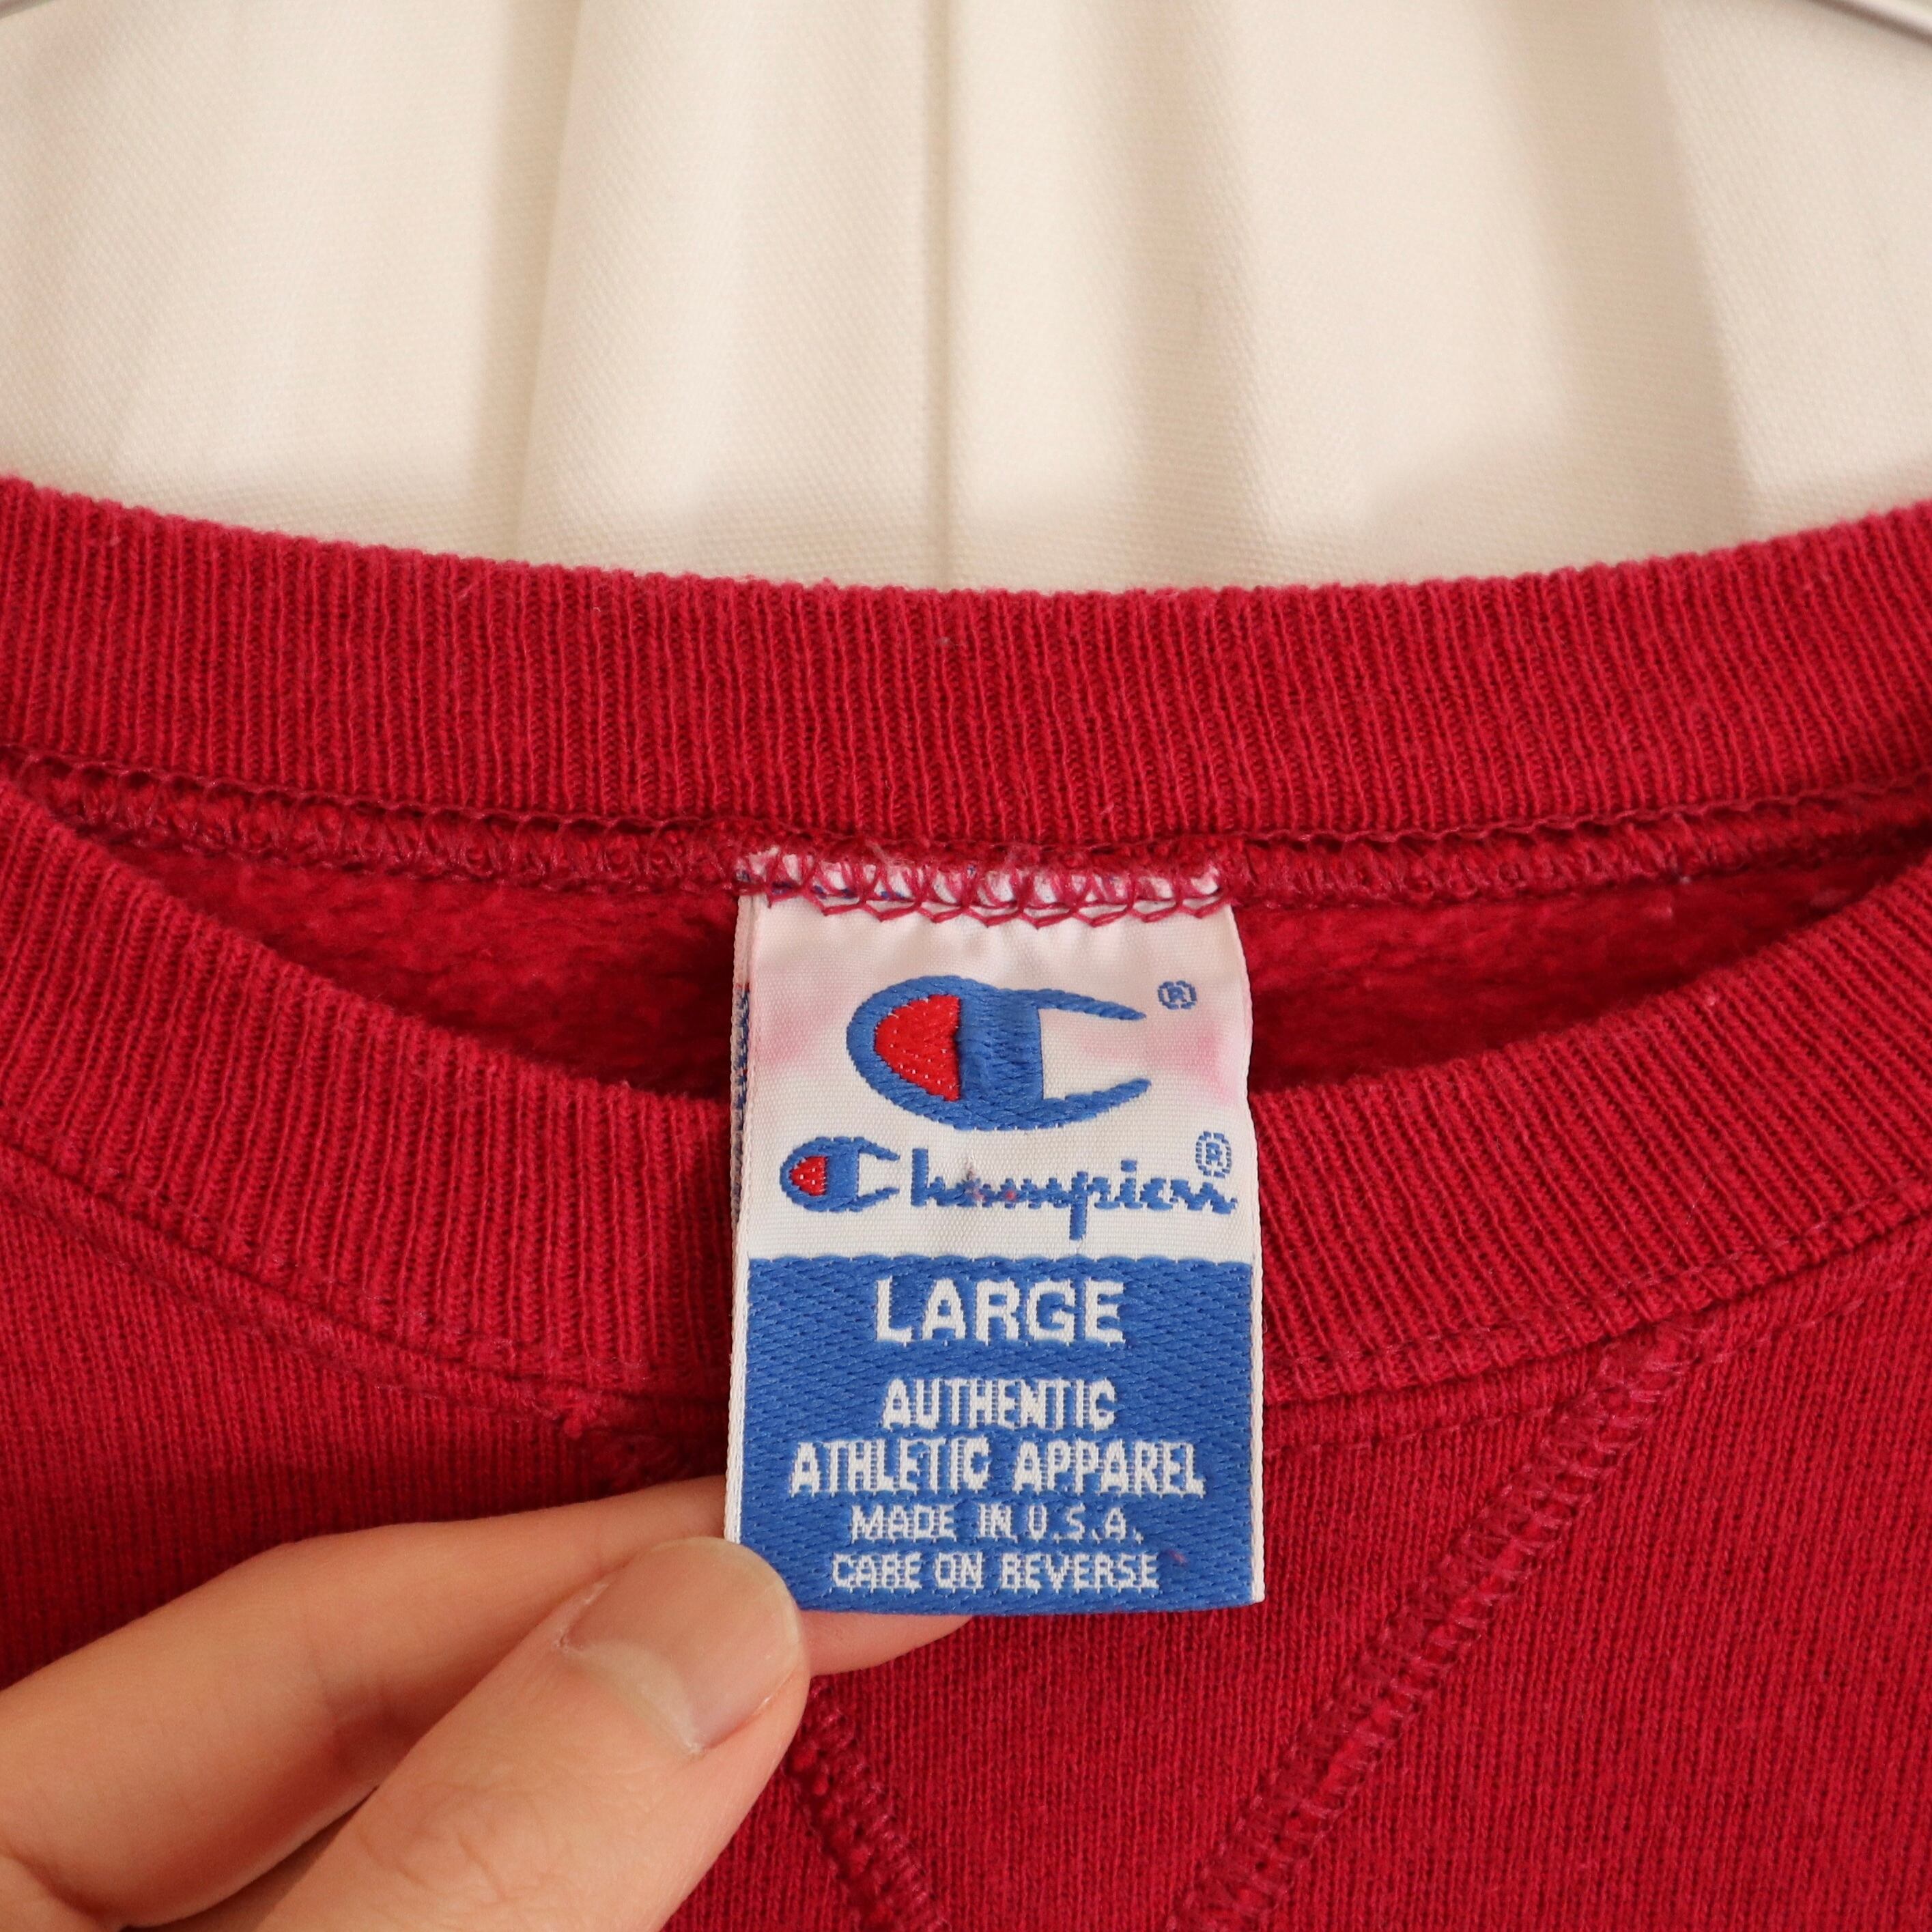 ®
Champion®
LARGE
AUTHENTIC
ATHLETIC APPAREL
MADE IN U.S.A.
CARE ON REVERSE